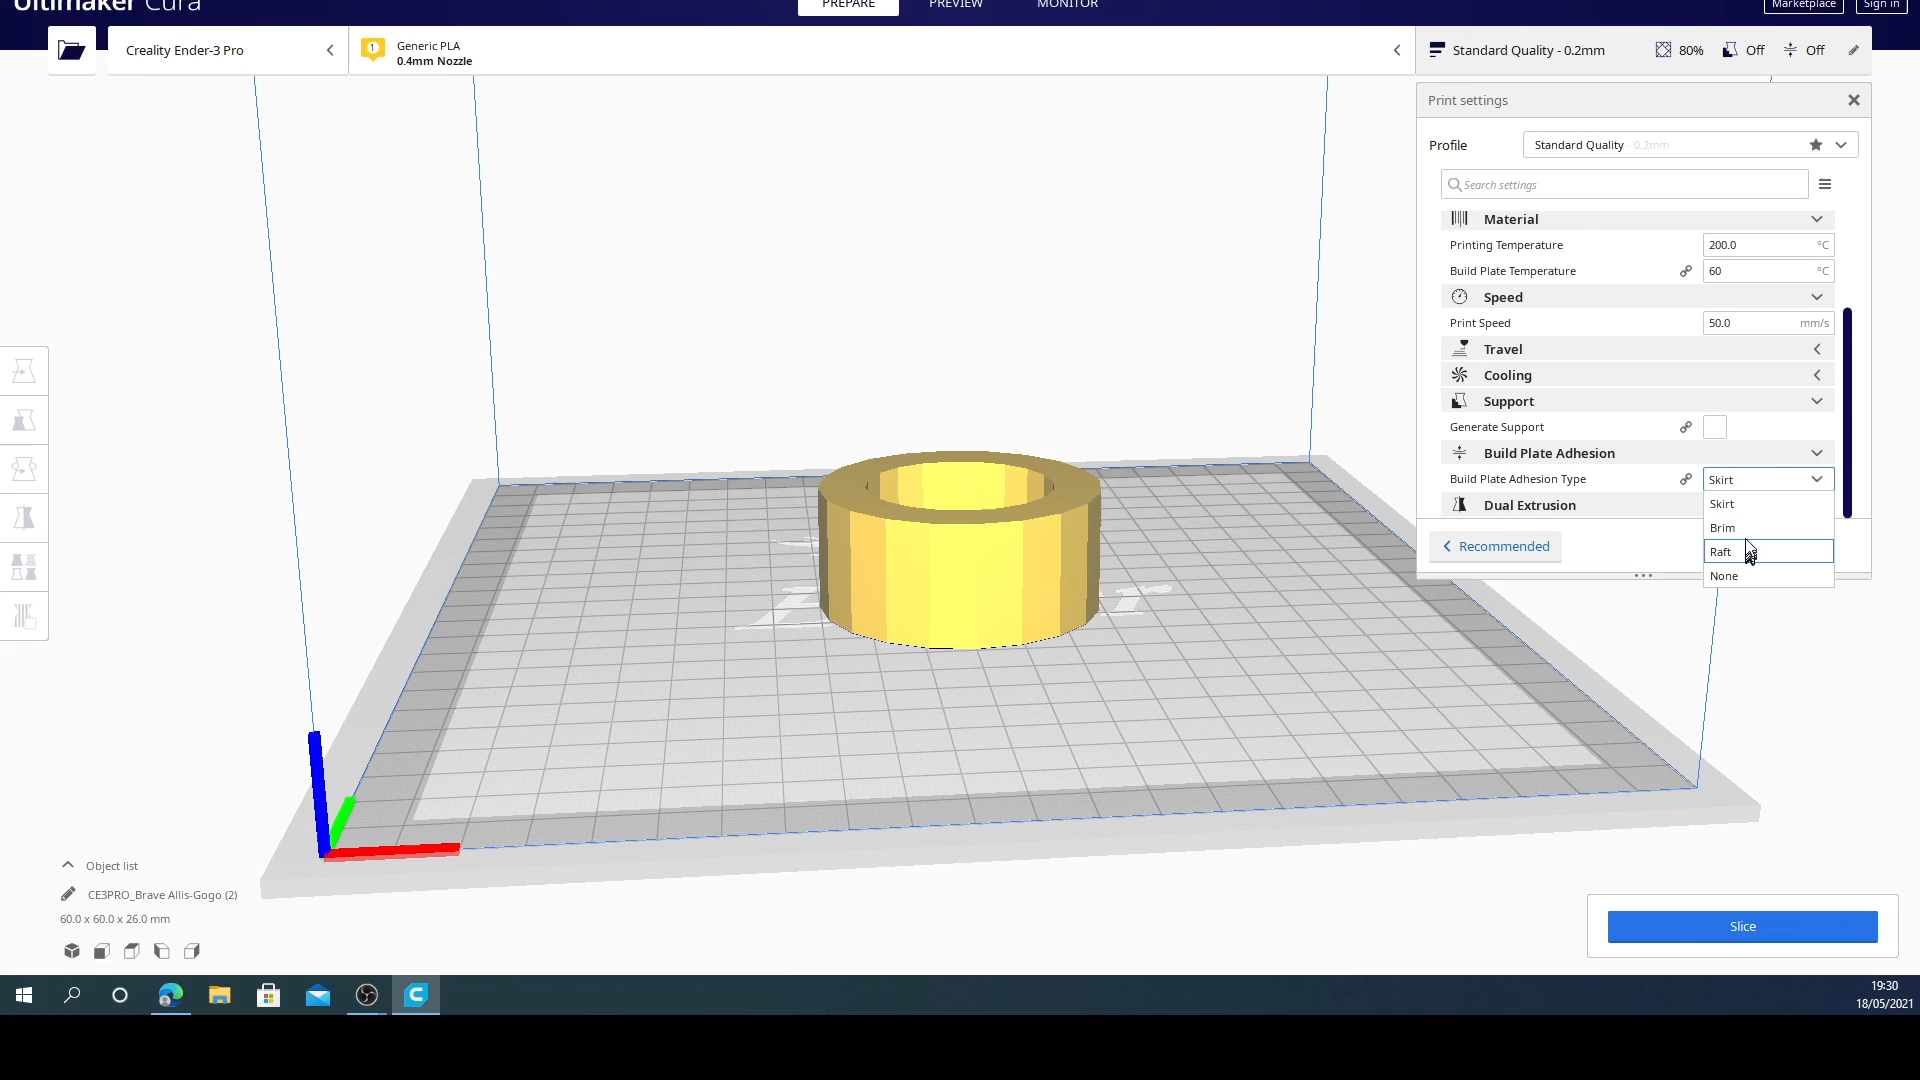 Ultimaker Cura
PREPARE
PREVIEW
MONITOR
Marketplace
Sign in
Creality Ender-3 Pro
1
Generic PLA
0.4mm Nozzle
Standard Quality - 0.2mm
80%
Off
Off
Print settings
Profile
Standard Quality - 0.2mm
Search settings
Material
Printing Temperature
200.0 °C
Build Plate Temperature
60 °C
Speed
Print Speed
50.0 mm/s
Travel
Cooling
Support
Generate Support
Build Plate Adhesion
Build Plate Adhesion Type
Skirt
Skirt
Dual Extrusion
Brim
Recommended
Raft
None
Object list
CE3PRO_Brave Allis-Gogo (2)
60.0 x 60.0 x 26.0 mm
Slice
19:30
18/05/2021